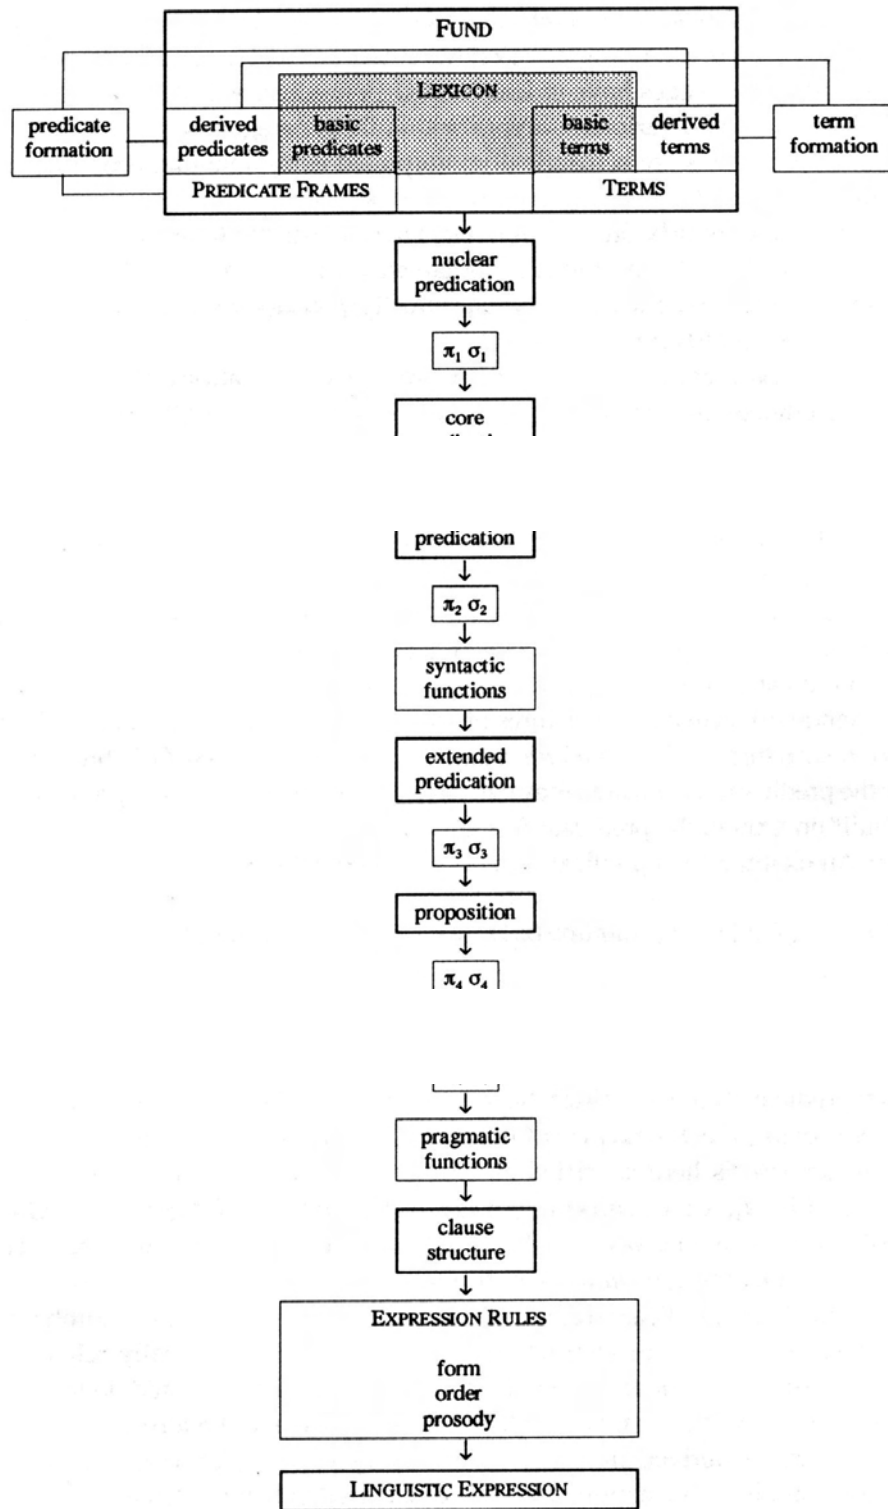 FUND
LEXICON
predicate formation
derived predicates
basic predicates
basic terms
derived terms
term formation
PREDICATE FRAMES
TERMS
nuclear
predication
π₁ σ₁
core
predication
π₂ σ₂
syntactic
functions
extended
predication
π₃ σ₃
proposition
π₄ σ₄
pragmatic
functions
clause
structure
EXPRESSION RULES
form
order
prosody
LINGUISTIC EXPRESSION